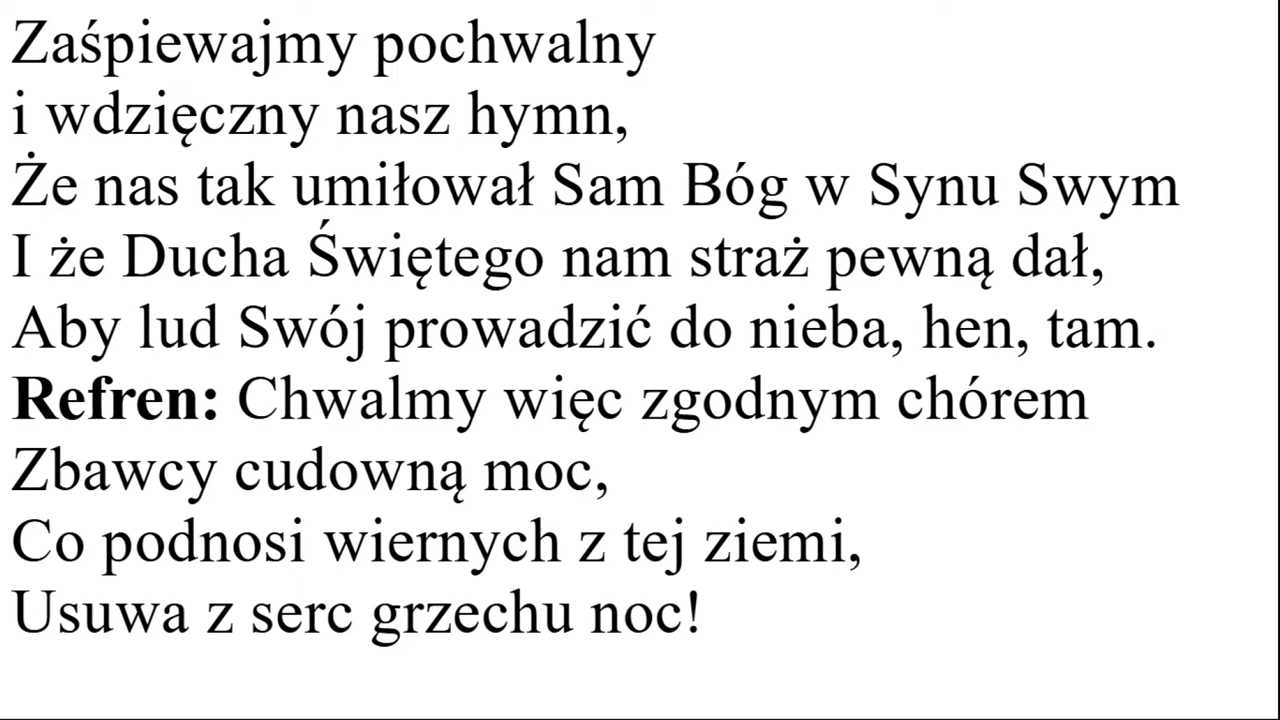 Zaśpiewajmy pochwalny
i wdzięczny nasz hymn,
Że nas tak umiłował Sam Bóg w Synu Swym
I że Ducha Świętego nam straż pewną dał,
Aby lud Swój prowadzić do nieba, hen, tam.
Refren: Chwalmy więc zgodnym chórem
Zbawcy cudowną moc,
Co podnosi wiernych z tej ziemi,
Usuwa z serc grzechu noc!